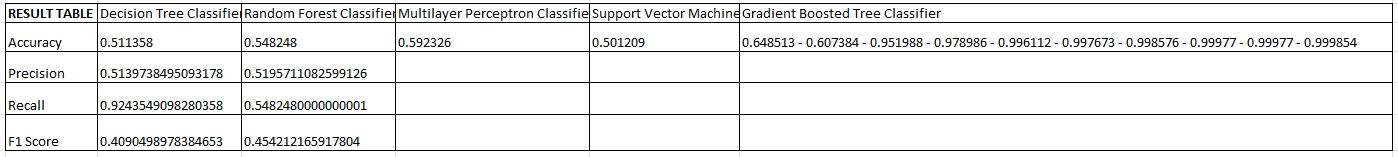 RESULT TABLE Decision Tree Classifier Random Forest Classifier Multilayer Perceptron Classifie Support Vector Machine Gradient Boosted Tree Classifier
Accuracy 0.511358 0.548248 0.592326 0.501209 0.648513 - 0.607384 - 0.951988 - 0.978986 - 0.996112 - 0.997673 - 0.998576 - 0.99977 - 0.99977 - 0.999854
Precision 0.5139738495093178 0.5195711082599126
Recall 0.9243549098280358 0.5482480000000001
F1 Score 0.4090498978384653 0.454212165917804